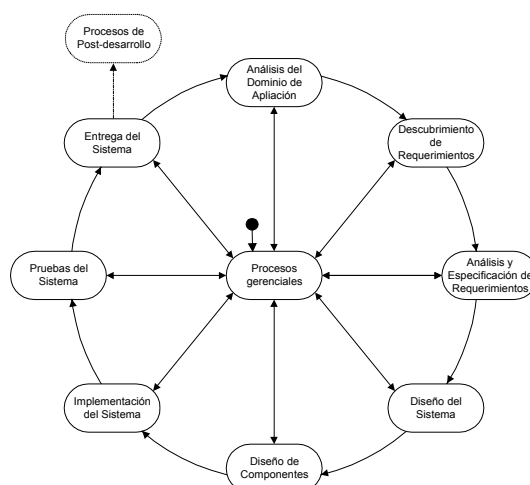 Procesos de
Post-desarrollo
Análisis del
Dominio de
Apliación
Entrega del
Sistema
Descubrimiento
de
Requerimientos
Pruebas del
Sistema
Procesos
gerenciales
Análisis y
Especificación de
Requerimientos
Implementación
del Sistema
Diseño del
Sistema
Diseño de
Componentes